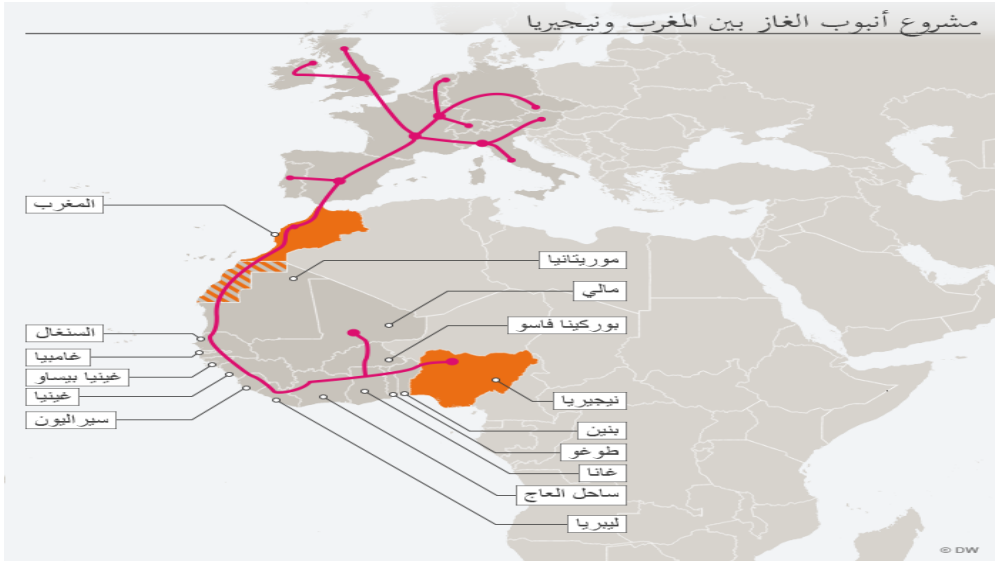 مشروع أنبوب الغاز بين المغرب ونيجيريا
المغرب
موريتانيا
مالي
بوركينا فاسو
السنغال
غامبيا
غينيا بيساو
غينيا
سيراليون
نيجيريا
بنين
طوغو
غانا
ساحل العاج
ليبريا
© DW